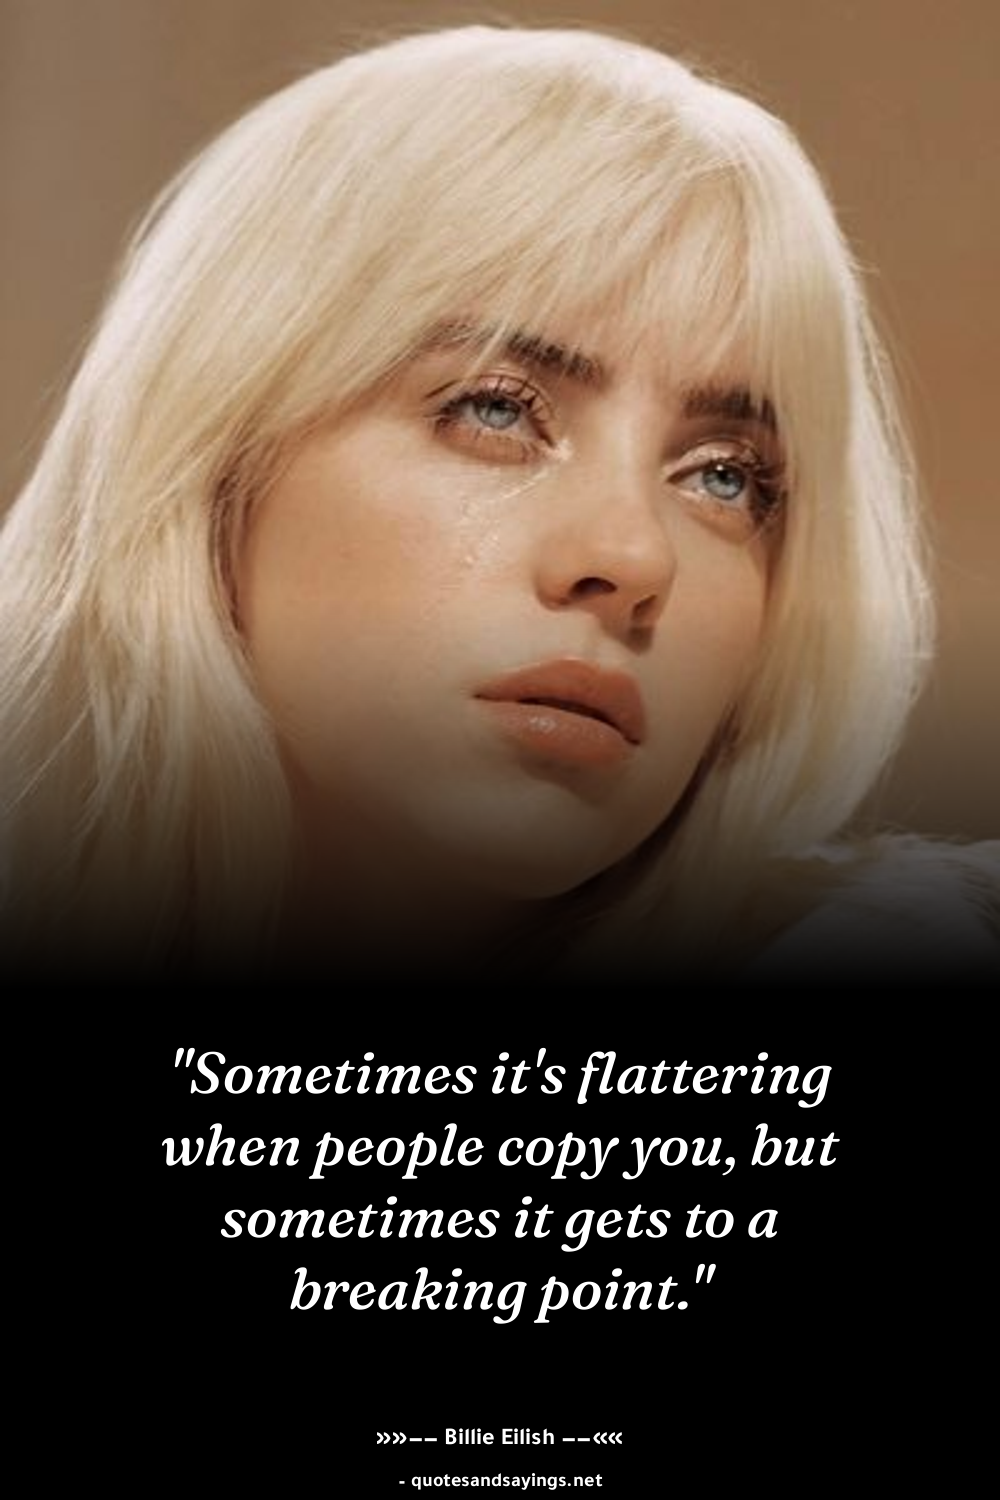 "Sometimes it's flattering
when people copy you, but
sometimes it gets to a
breaking point."
»»—— Billie Eilish ——««
- quotesandsayings.net